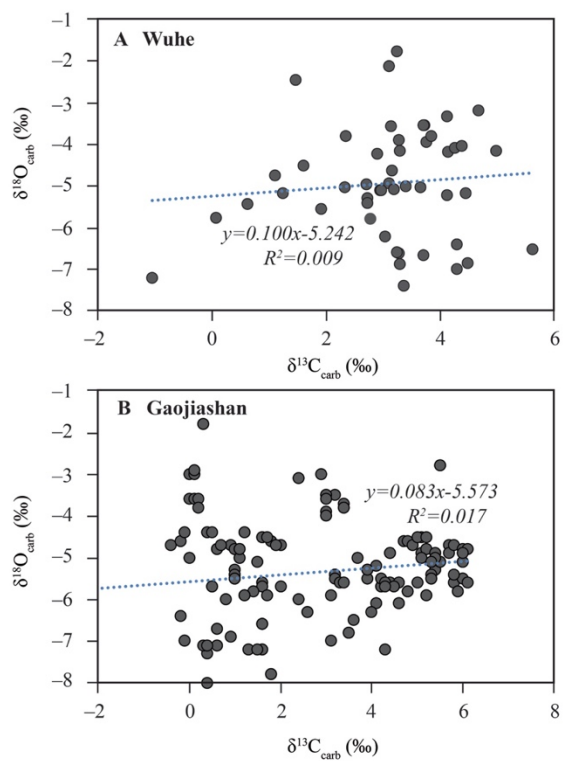 A Wuhe
−1
−2
−3
−4
−5
−6
−7
−8
δ18Ocarb (‰)
y=0.100x-5.242
R²=0.009
−2 0 2 4 6
δ13Ccarb (‰)
B Gaojiashan
−1
−2
−3
−4
−5
−6
−7
−8
δ18Ocarb (‰)
y=0.083x-5.573
R²=0.017
−2 0 2 4 6 8
δ13Ccarb (‰)